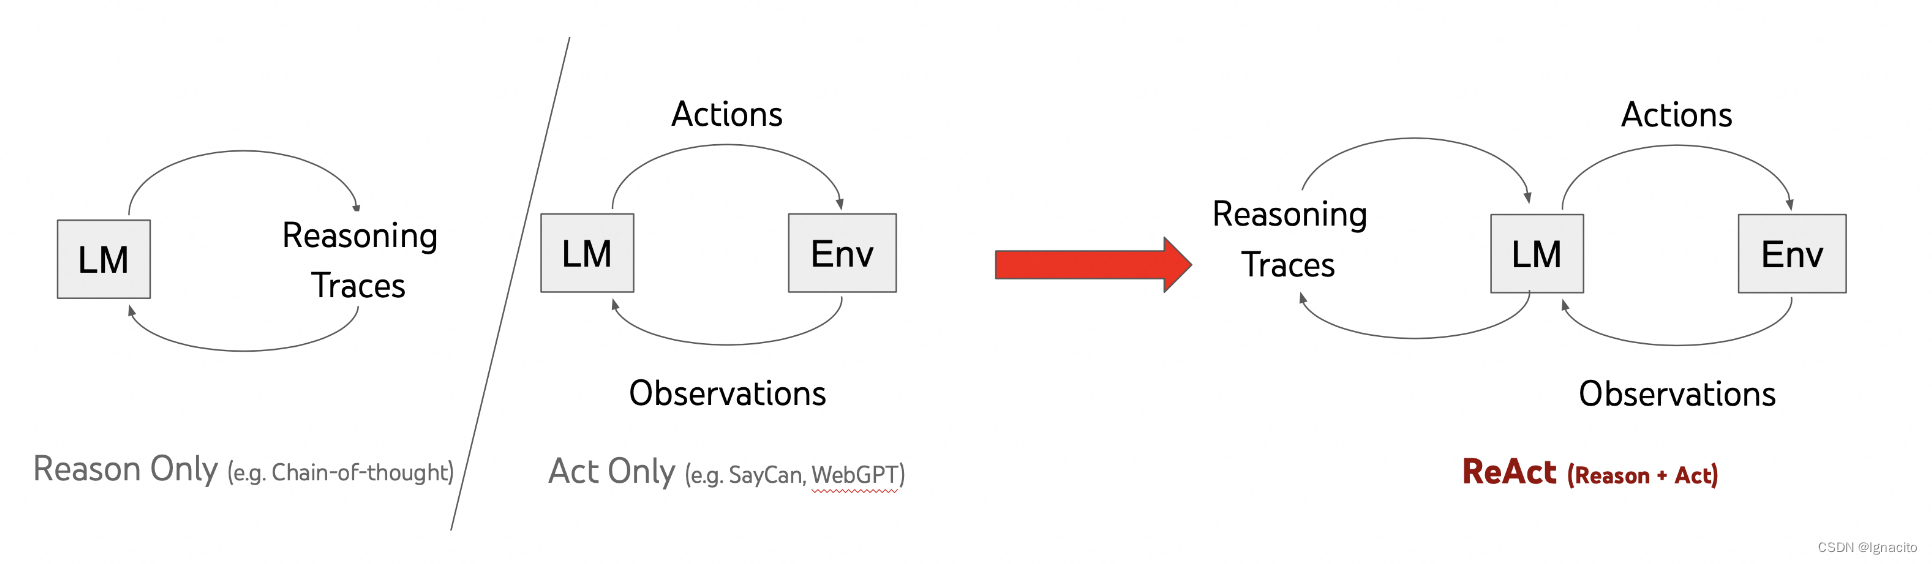 LM
Reasoning
Traces
Reason Only (e.g. Chain-of-thought)
Actions
LM
Env
Observations
Act Only (e.g. SayCan, WebGPT)
Actions
Reasoning
Traces
LM
Env
Observations
ReAct (Reason + Act)
CSDN @Ignacito